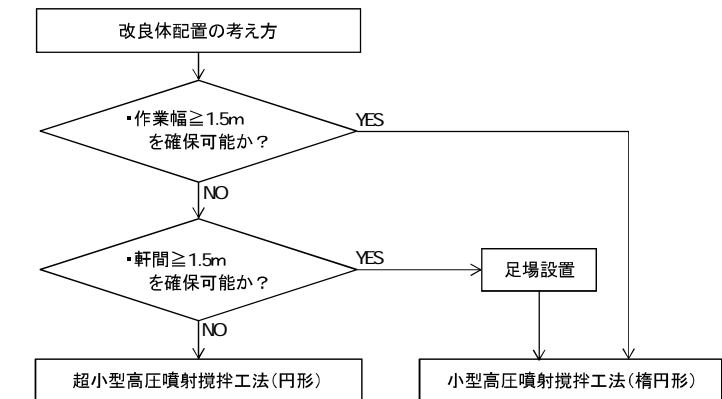 改良体配置の考え方
・作業幅≧1.5m
を確保可能か？
YES
NO
・軒間≧1.5m
を確保可能か？
YES
足場設置
NO
超小型高圧噴射撹拌工法(円形)
小型高圧噴射撹拌工法(楕円形)